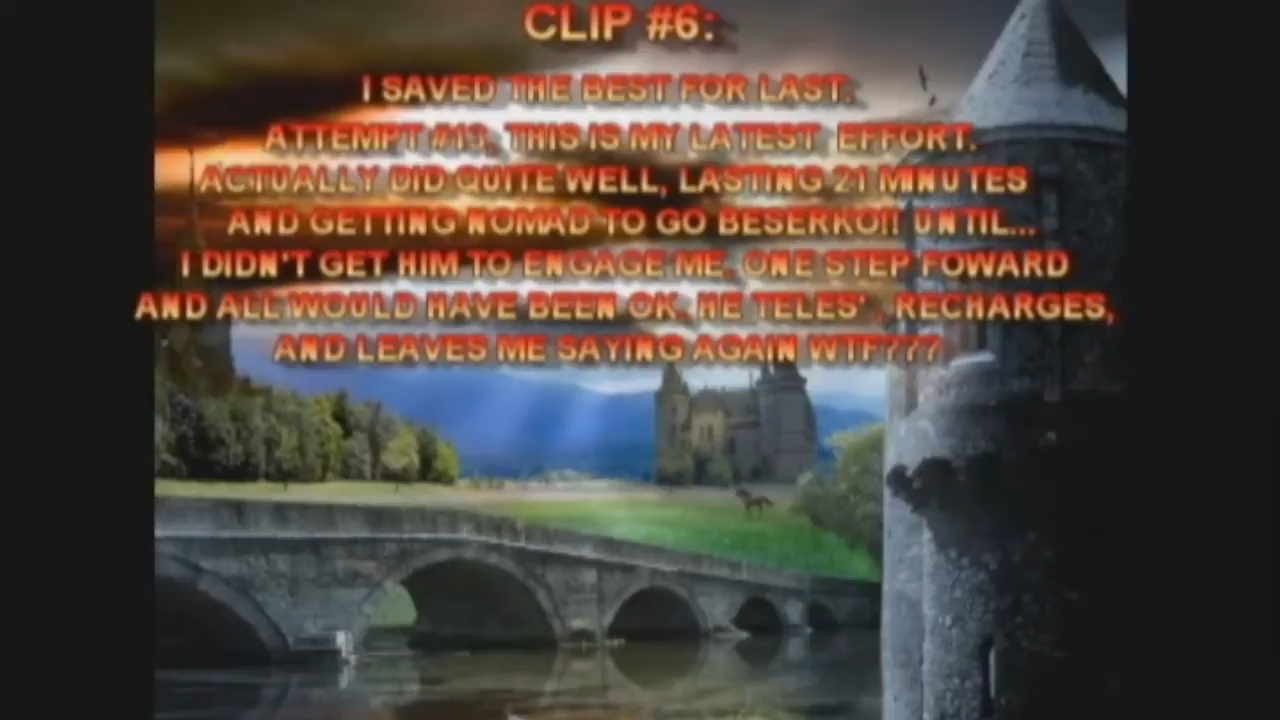 CLIP #6:
I SAVED THE BEST FOR LAST.
ATTEMPT THIS IS MY LATEST EFFORT.
ACTUALLY DID QUITE WELL, LASTING 21 MINUTES
AND GETTING NOMAD TO GO BESERKO!! UNTIL...
I DIDN'T GET HIM TO ENGAGE ME, ONE STEP FOWARD
AND ALL WOULD HAVE BEEN OK. HE TELES', RECHARGES,
AND LEAVES ME SAYING AGAIN WTF???